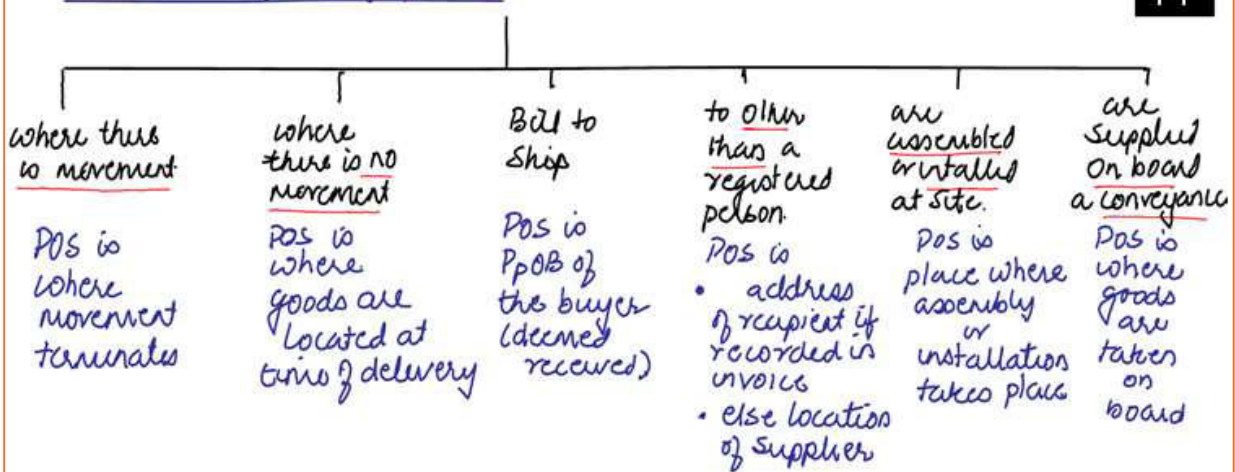 where there
is movement
POS is
where
movement
terminates
where
there is no
movement
POS is
where
goods are
located at
time of delivery
Bill to
Ship
POS is
PpOB of
the buyer
(deemed
received)
to other
than a
registered
person.
POS is
• address
of recipient if
recorded in
invoice
• else location
of supplier
are
assembled
or installed
at site.
POS is
place where
assembly
or
installation
takes place
are
supplied
on board
a conveyance
POS is
where
goods
are
taken
on
board